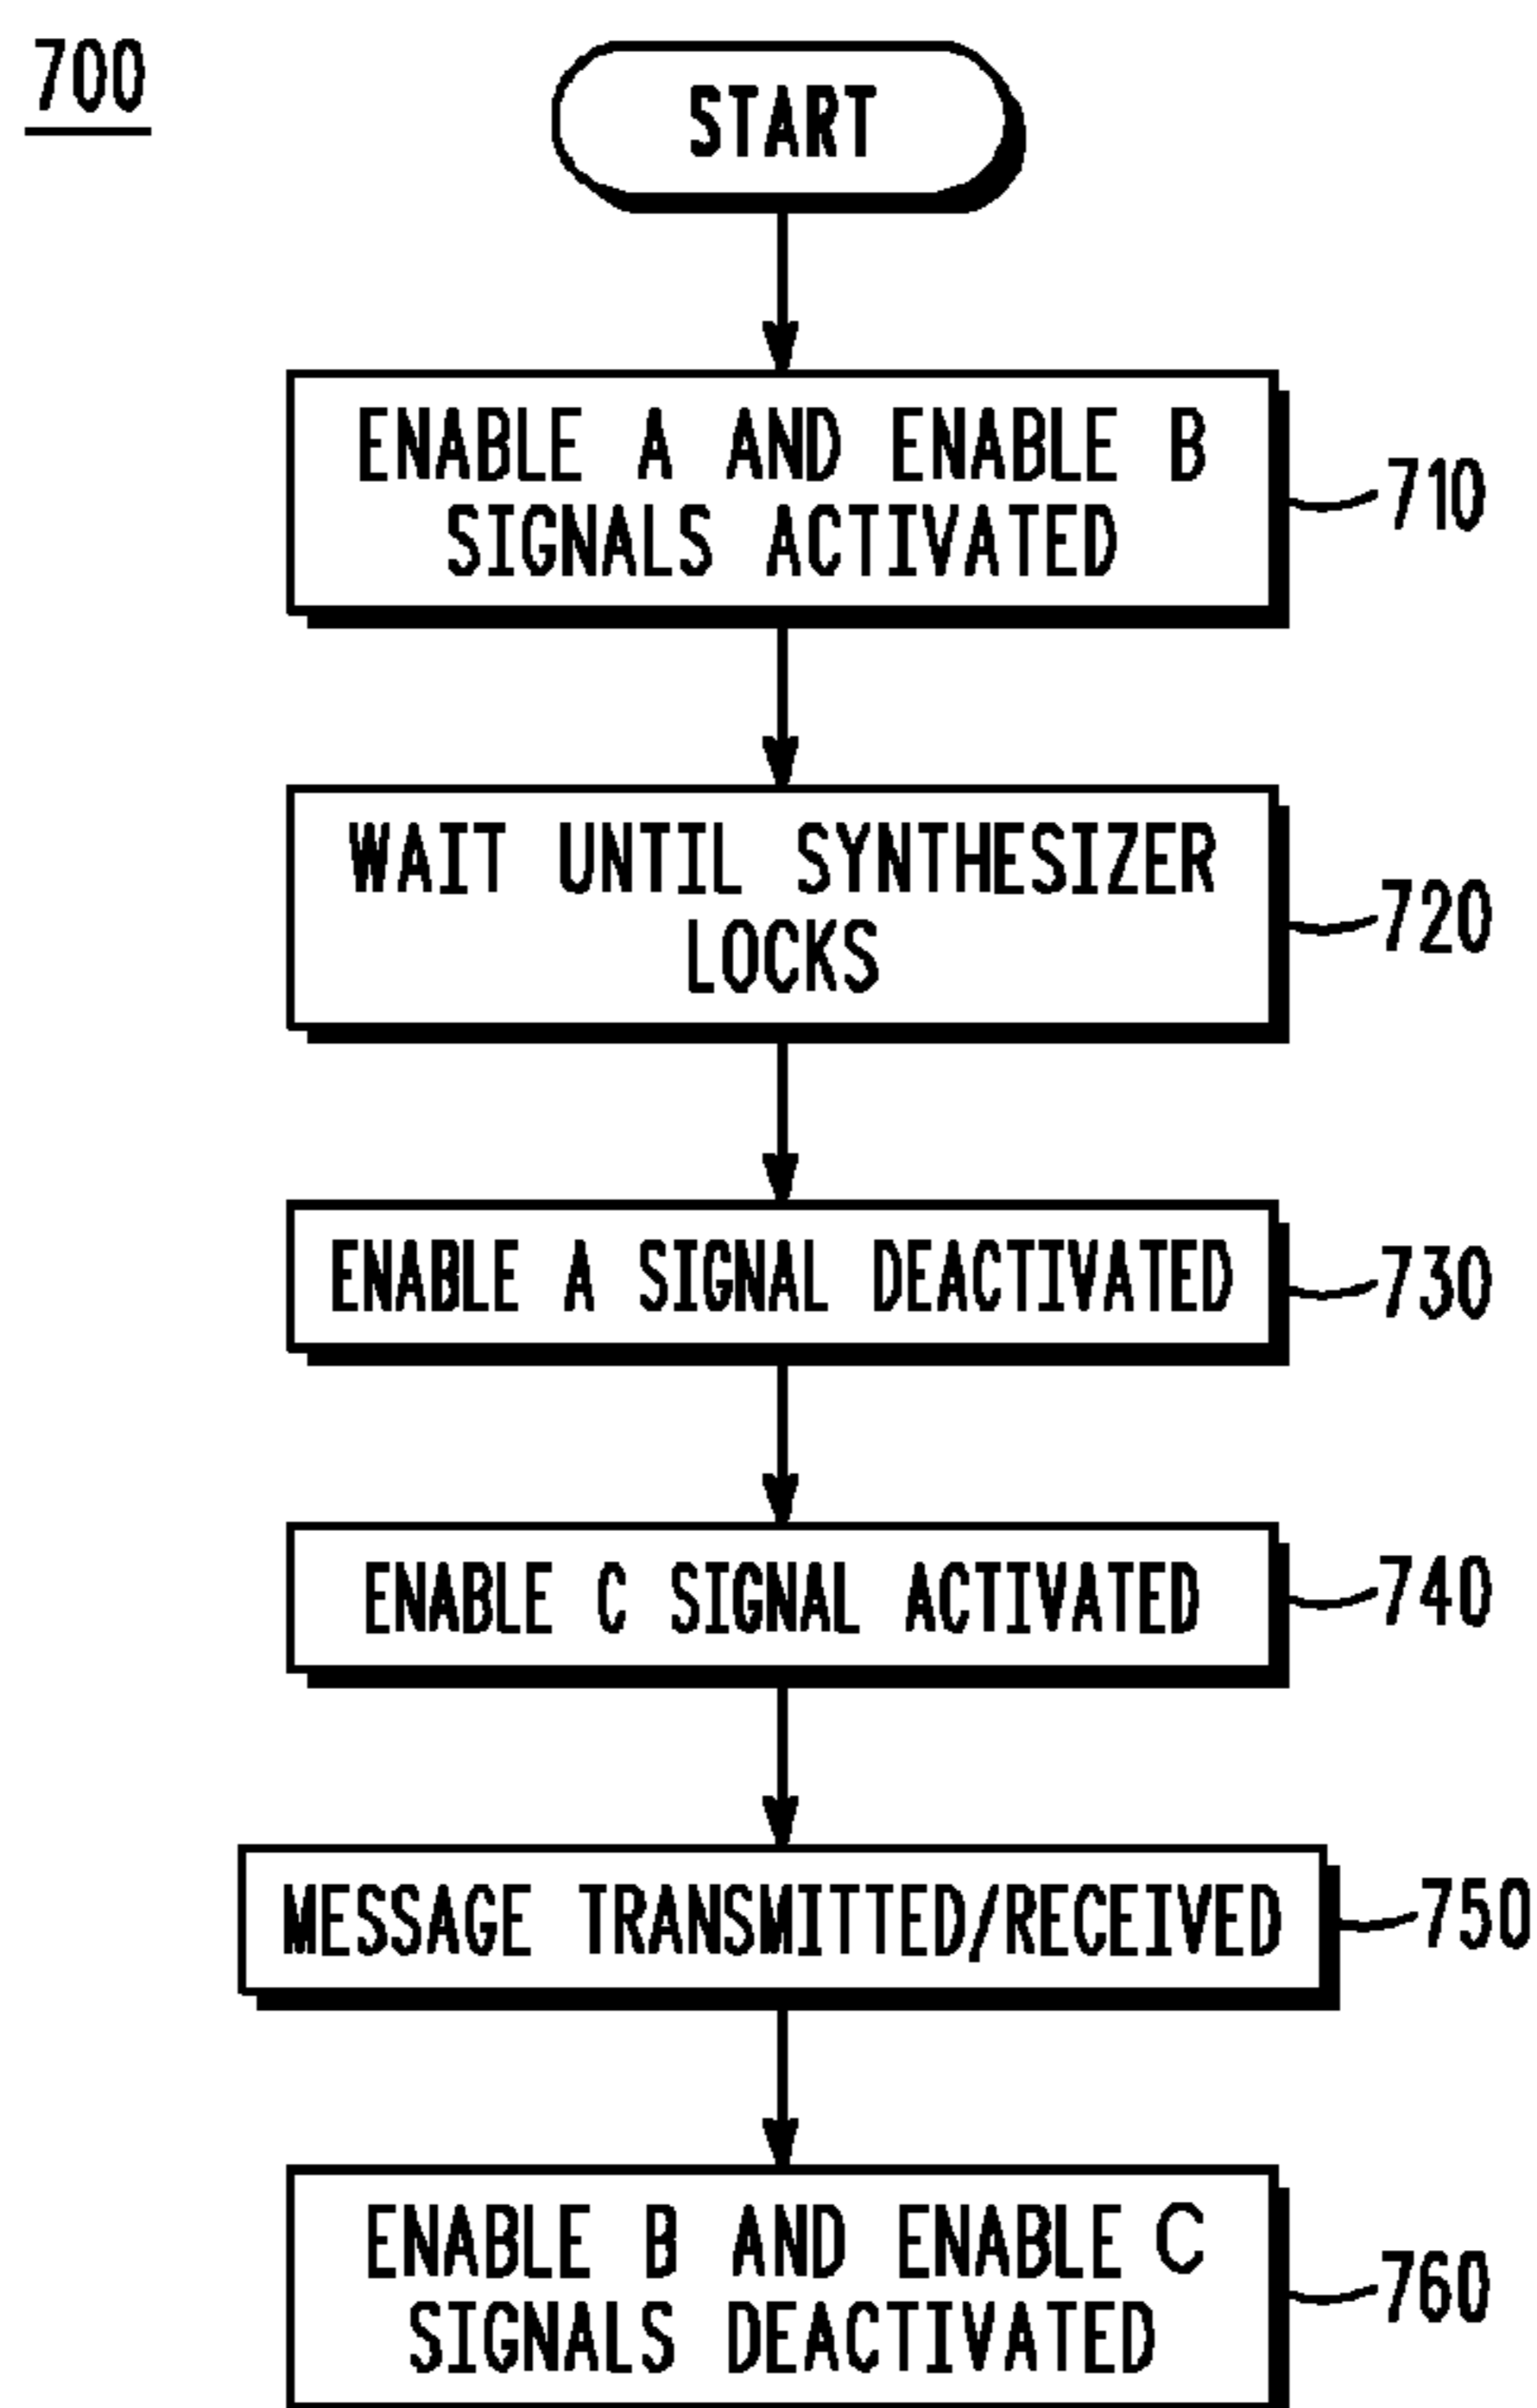 700
START
ENABLE A AND ENABLE B
SIGNALS ACTIVATED
710
WAIT UNTIL SYNTHESIZER
LOCKS
720
ENABLE A SIGNAL DEACTIVATED
730
ENABLE C SIGNAL ACTIVATED
740
MESSAGE TRANSMITTED/RECEIVED
750
ENABLE B AND ENABLE C
SIGNALS DEACTIVATED
760